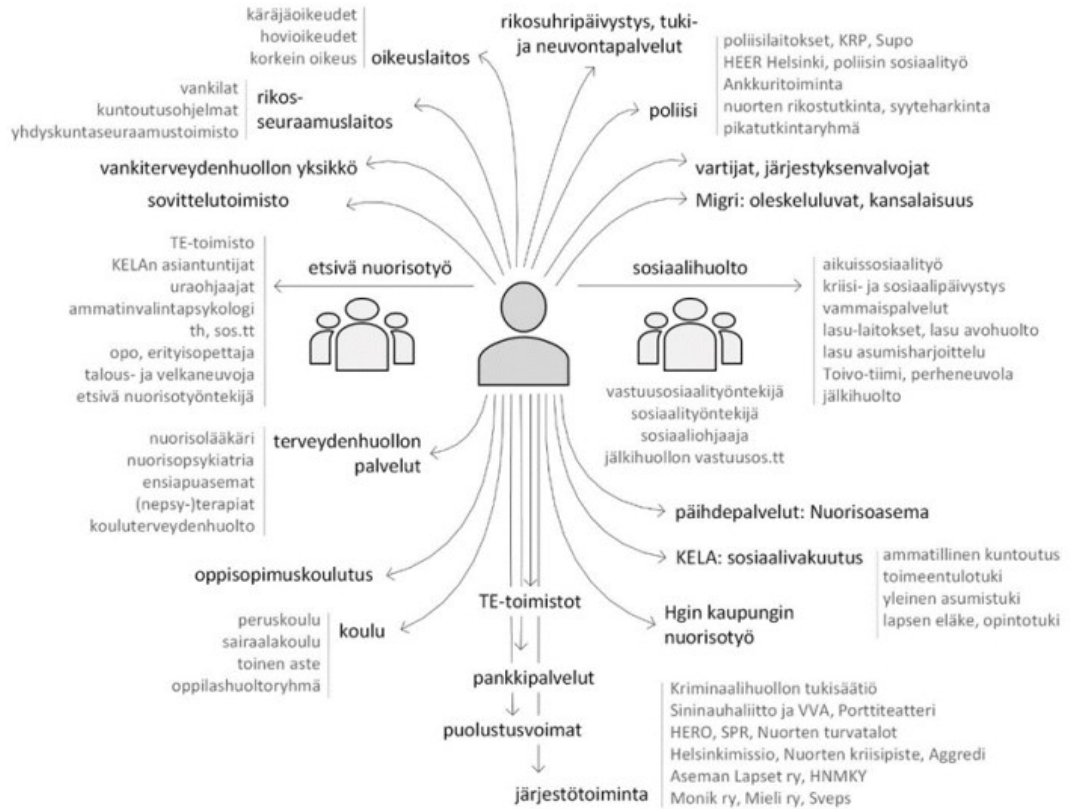 käräjäoikeudet
hovioikeudet
korkein oikeus
oikeuslaitos
rikosuhripäivystys, tuki-
ja neuvontapalvelut
poliisilaitokset, KRP, Supo
HEER Helsinki, poliisin sosiaalityö
Ankkuritoiminta
nuorten rikostutkinta, syyteharkinta
pikatutkintaryhmä
poliisi
vankilat
kuntoutusohjelmat
yhdyskuntaseuraamustoimisto
rikos-
seuraamuslaitos
vankiterveydenhuollon yksikkö
vartijat, järjestyksenvalvojat
sovittelutoimisto
Migri: oleskeluluvat, kansalaisuus
TE-toimisto
KELAn asiantuntijat
uraohjaajat
ammatinvalintapsykologi
th, sos.tt
opo, erityisopettaja
talous- ja velkaneuvoja
etsivä nuorisotyöntekijä
etsivä nuorisotyö
sosiaalihuolto
aikuissosiaalityö
kriisi- ja sosiaalipäivystys
vammaispalvelut
lasu-laitokset, lasu avohuolto
lasu asumisharjoittelu
Toivo-tiimi, perheneuvola
jälkihuolto
vastuusosiaalityöntekijä
sosiaalityöntekijä
sosiaaliohjaaja
jälkihuollon vastuusos.tt
nuorisolääkäri
nuorisopsykiatria
ensiapuasemat
(nepsy-)terapiat
kouluterveydenhuolto
terveydenhuollon
palvelut
päihdepalvelut: Nuorisoasema
oppisopimuskoulutus
KELA: sosiaalivakuutus
ammatillinen kuntoutus
toimeentulotuki
yleinen asumistuki
lapsen eläke, opintotuki
TE-toimistot
Hgin kaupungin
nuorisotyö
peruskoulu
sairaalakoulu
toinen aste
oppilashuoltoryhmä
koulu
pankkipalvelut
puolustusvoimat
järjestötoiminta
Kriminaalihuollon tukisäätiö
Sininauhaliitto ja VVA, Porttiteatteri
HERO, SPR, Nuorten turvatalot
Helsinkimissio, Nuorten kriisipiste, Aggredi
Aseman Lapset ry, HNMKY
Monik ry, Mieli ry, Sveps